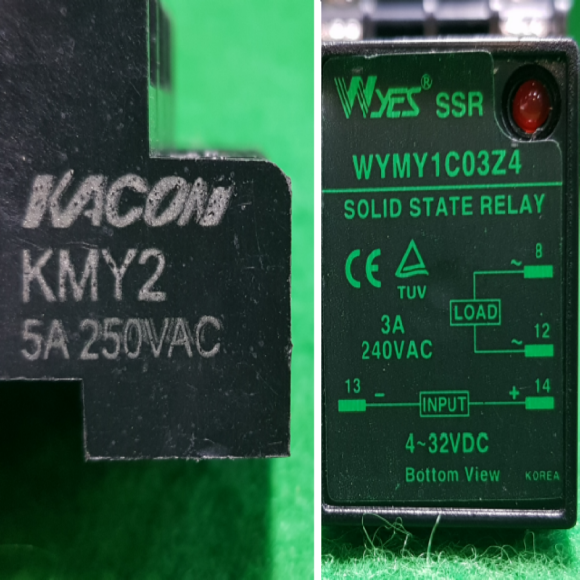 KACON
KMY2
5A 250VAC
WYES® SSR
WYMY1C03Z4
SOLID STATE RELAY
CE TUV
8
~
LOAD
3A
240VAC
12
~
13 − INPUT + 14
4~32VDC
Bottom View KOREA